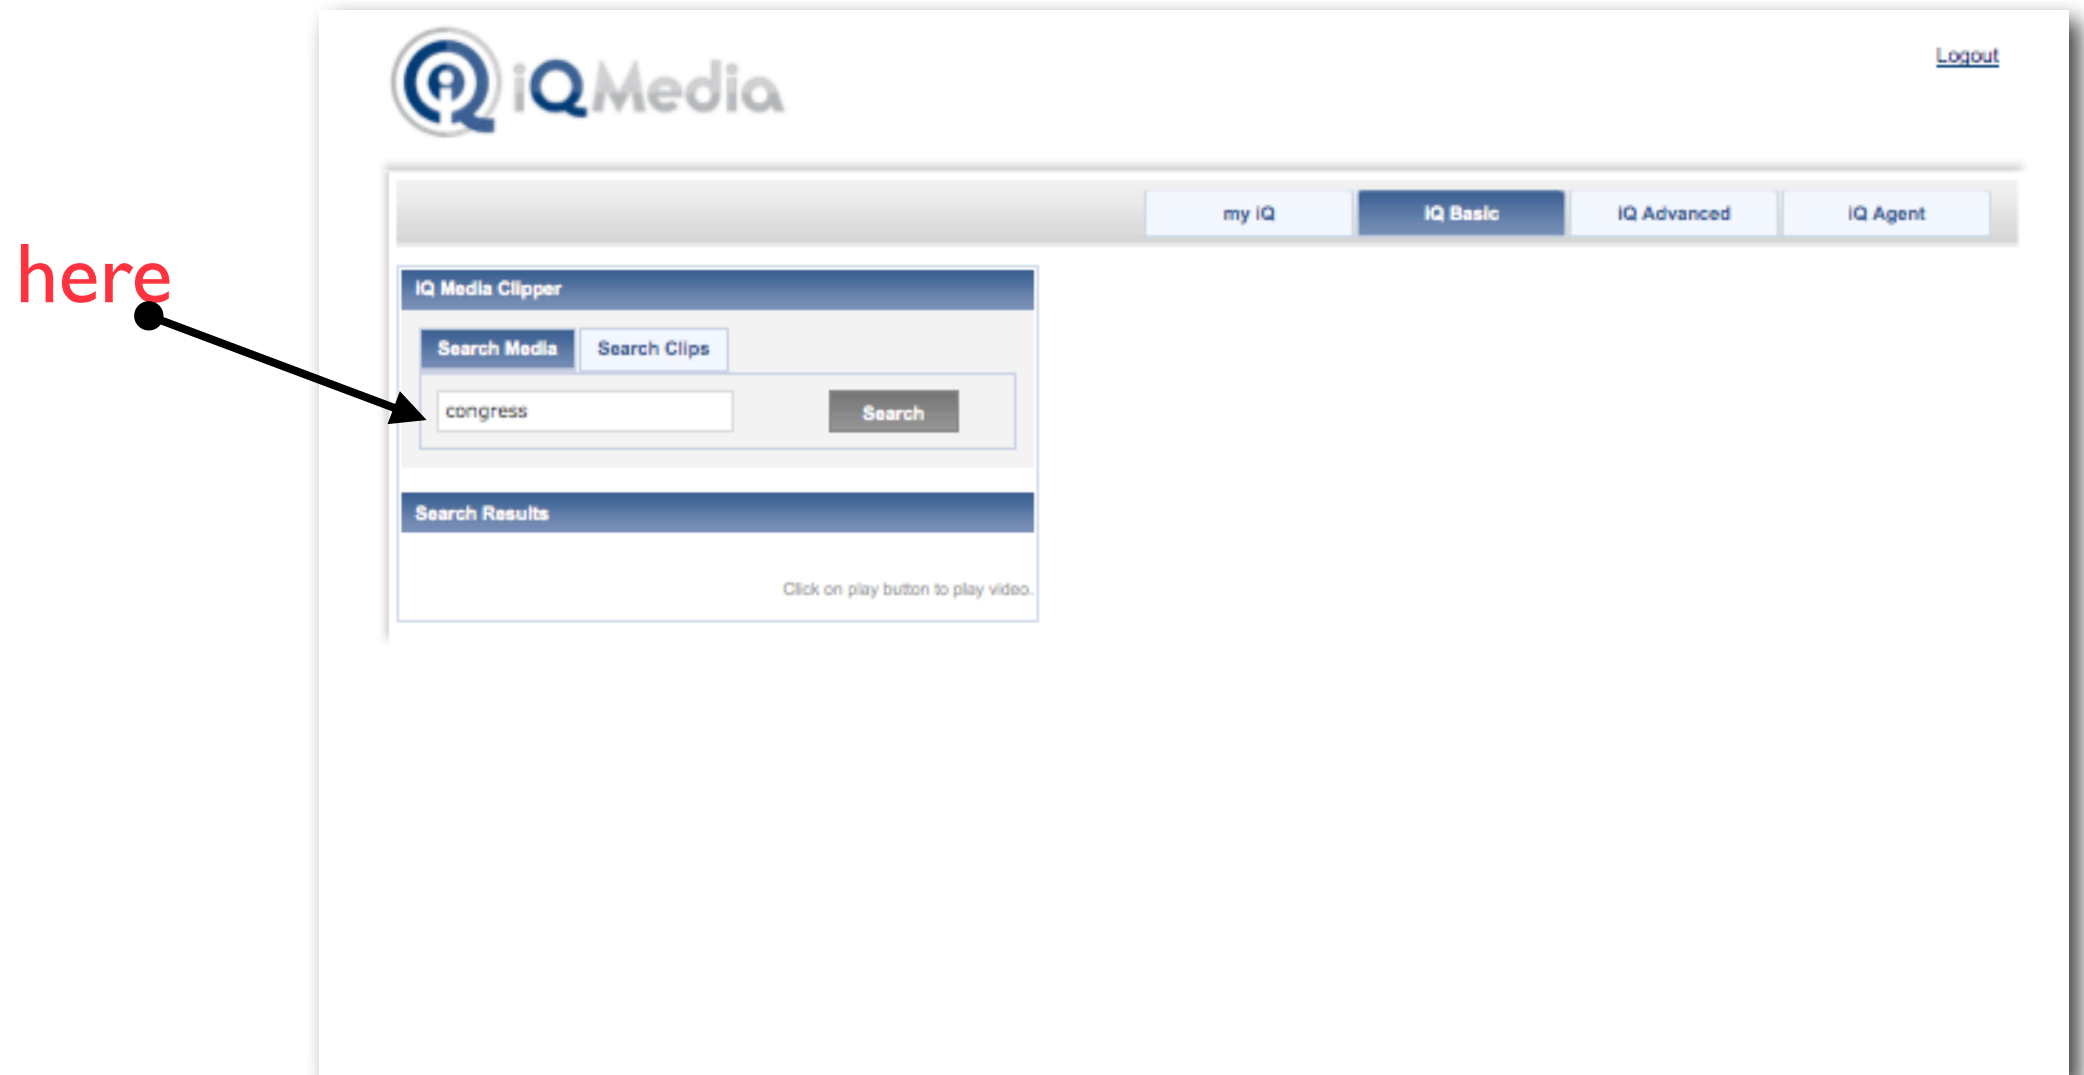 iQMedia
Logout
my iQ
iQ Basic
iQ Advanced
iQ Agent
here
iQ Media Clipper
Search Media
Search Clips
congress
Search
Search Results
Click on play button to play video.